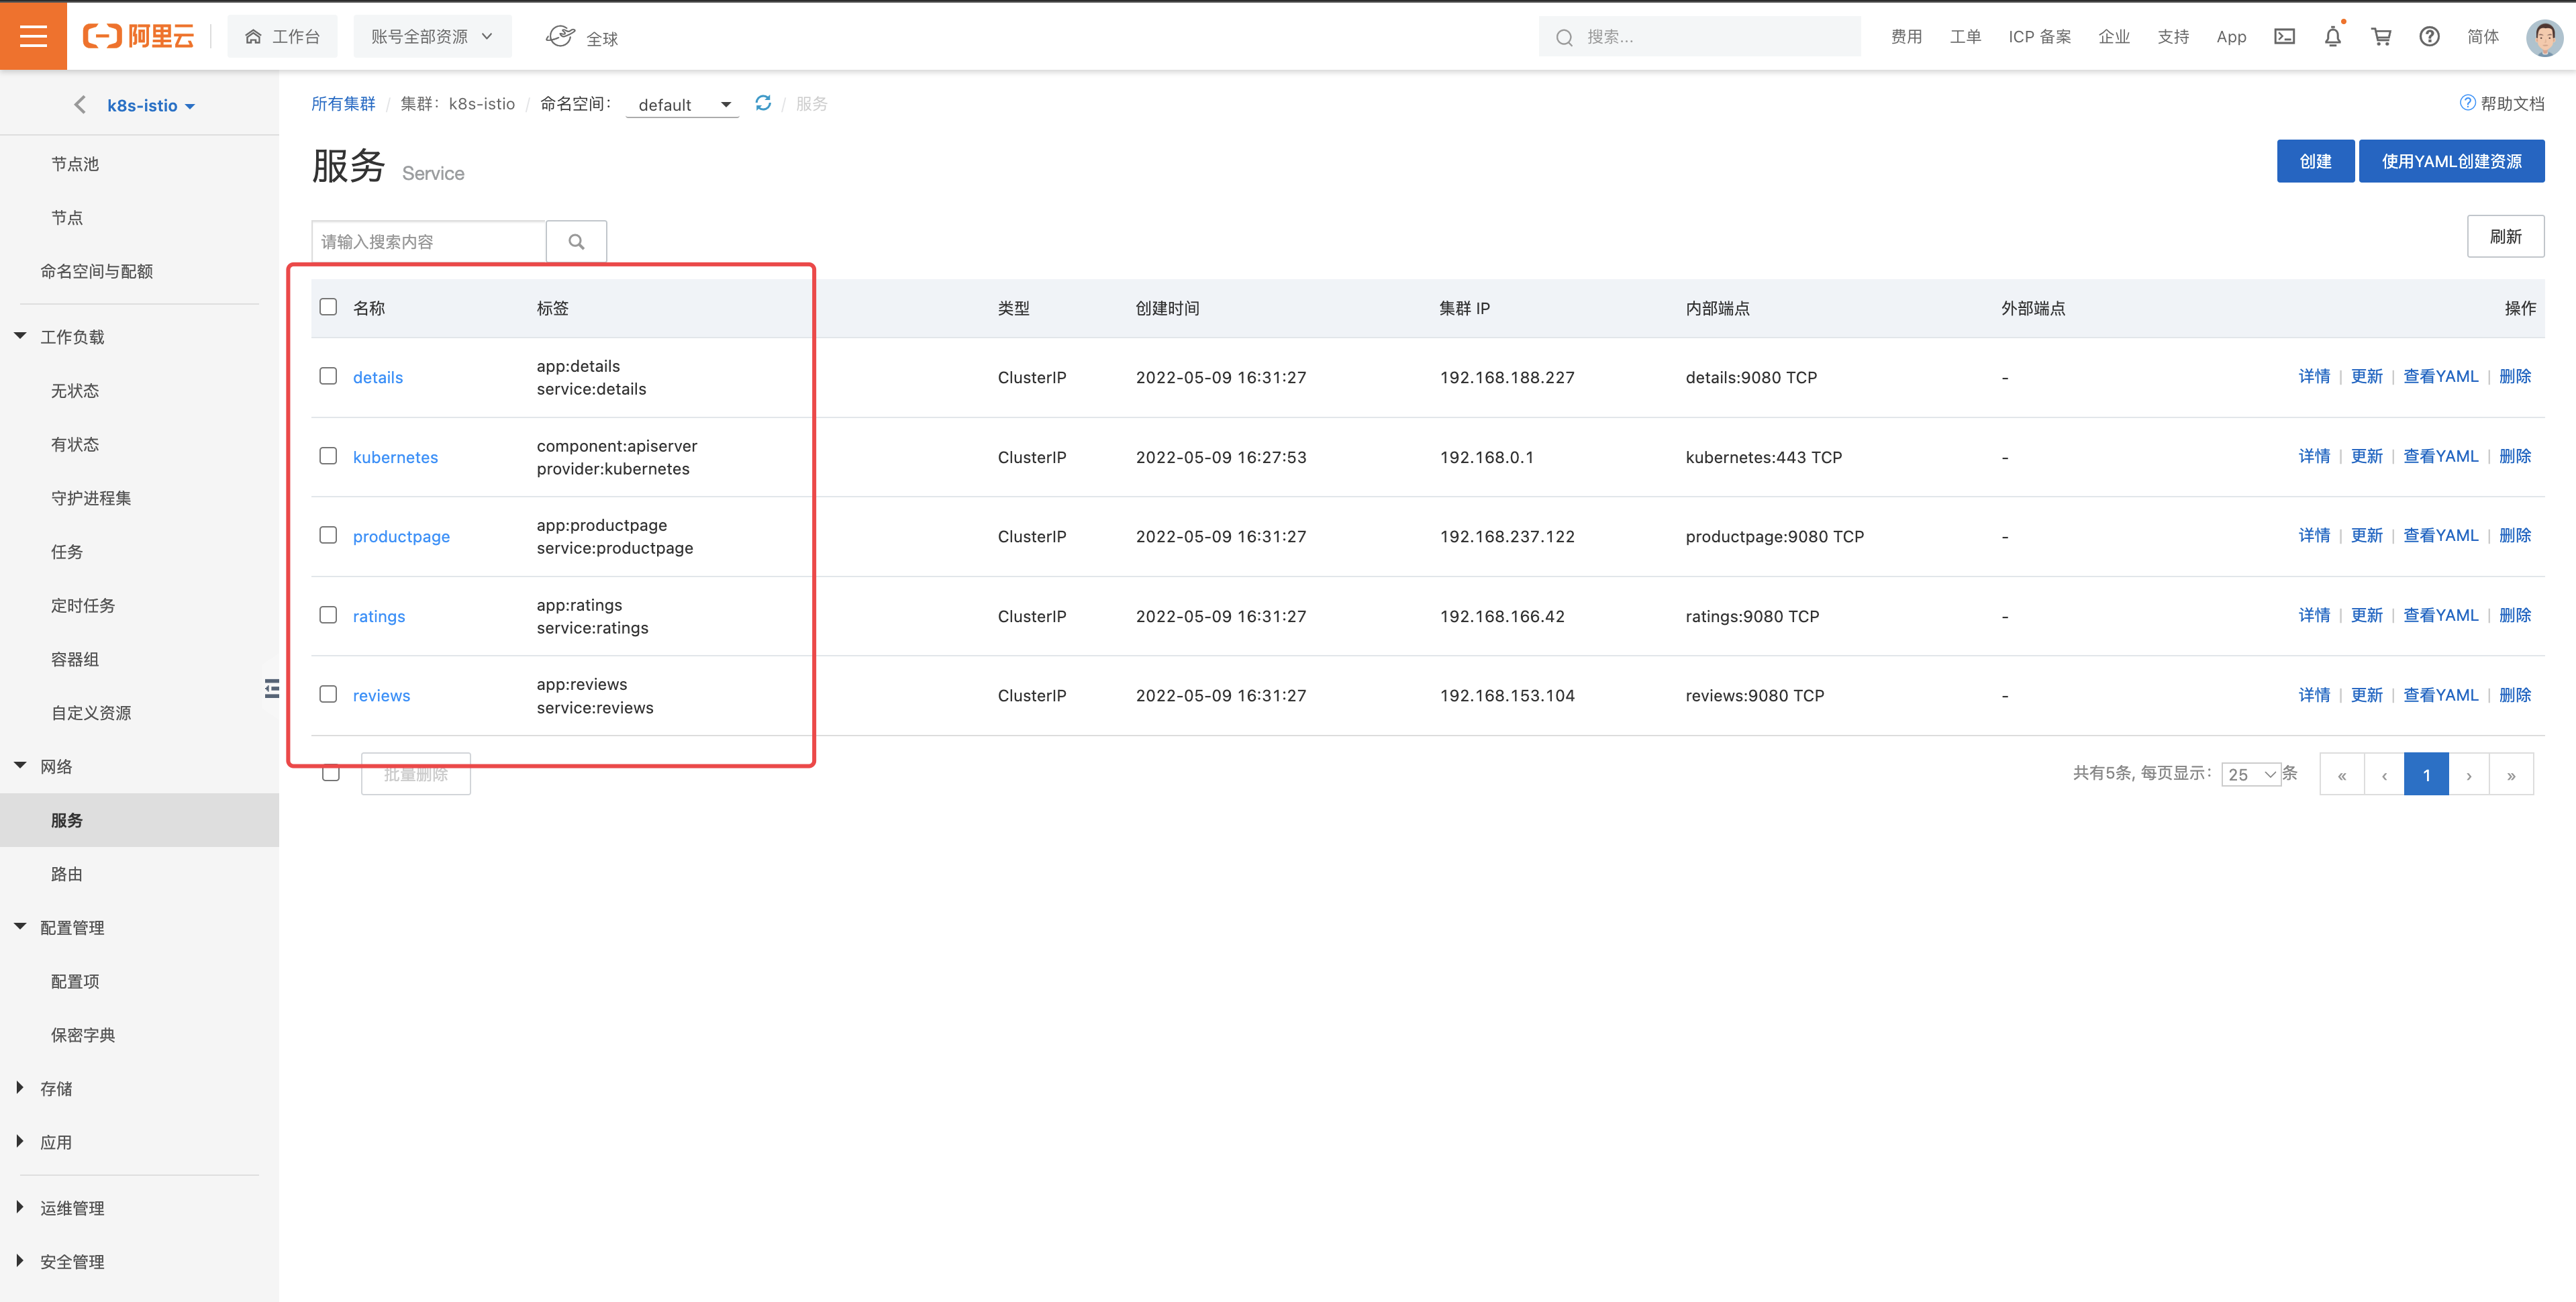 阿里云 工作台 账号全部资源 全球 搜索... 费用 工单 ICP 备案 企业 支持 App 简体
k8s-istio
所有集群 / 集群：k8s-istio / 命名空间： default / 服务
帮助文档
节点池
节点
命名空间与配额
工作负载
无状态
有状态
守护进程集
任务
定时任务
容器组
自定义资源
网络
服务
路由
配置管理
配置项
保密字典
存储
应用
运维管理
安全管理
服务 Service
创建 使用YAML创建资源
请输入搜索内容
刷新
名称 标签 类型 创建时间 集群 IP 内部端点 外部端点 操作
details app:details ClusterIP 2022-05-09 16:31:27 192.168.188.227 details:9080 TCP - 详情 | 更新 | 查看YAML | 删除
service:details
kubernetes component:apiserver ClusterIP 2022-05-09 16:27:53 192.168.0.1 kubernetes:443 TCP - 详情 | 更新 | 查看YAML | 删除
provider:kubernetes
productpage app:productpage ClusterIP 2022-05-09 16:31:27 192.168.237.122 productpage:9080 TCP - 详情 | 更新 | 查看YAML | 删除
service:productpage
ratings app:ratings ClusterIP 2022-05-09 16:31:27 192.168.166.42 ratings:9080 TCP - 详情 | 更新 | 查看YAML | 删除
service:ratings
reviews app:reviews ClusterIP 2022-05-09 16:31:27 192.168.153.104 reviews:9080 TCP - 详情 | 更新 | 查看YAML | 删除
service:reviews
批量删除 共有5条, 每页显示： 25 条 « ‹ 1 › »